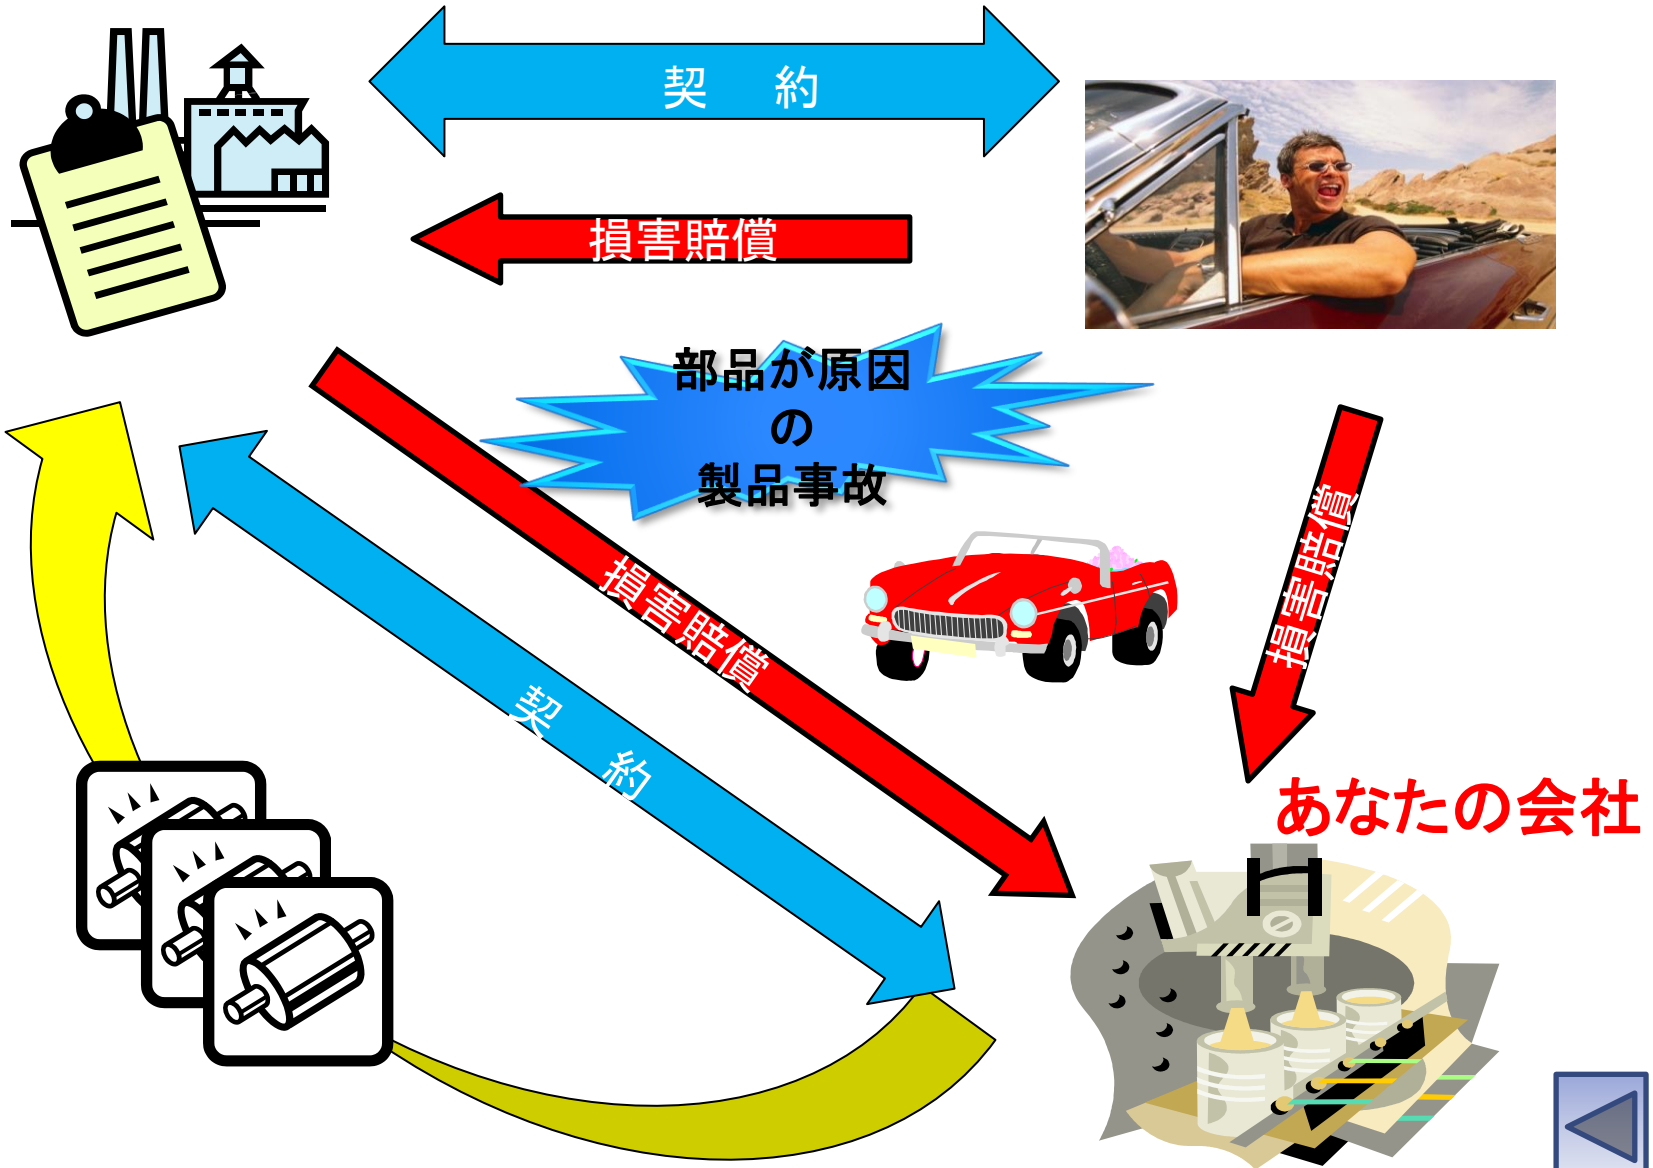 契 約
損害賠償
部品が原因
の
製品事故
損害賠償
損害賠償
契 約
あなたの会社